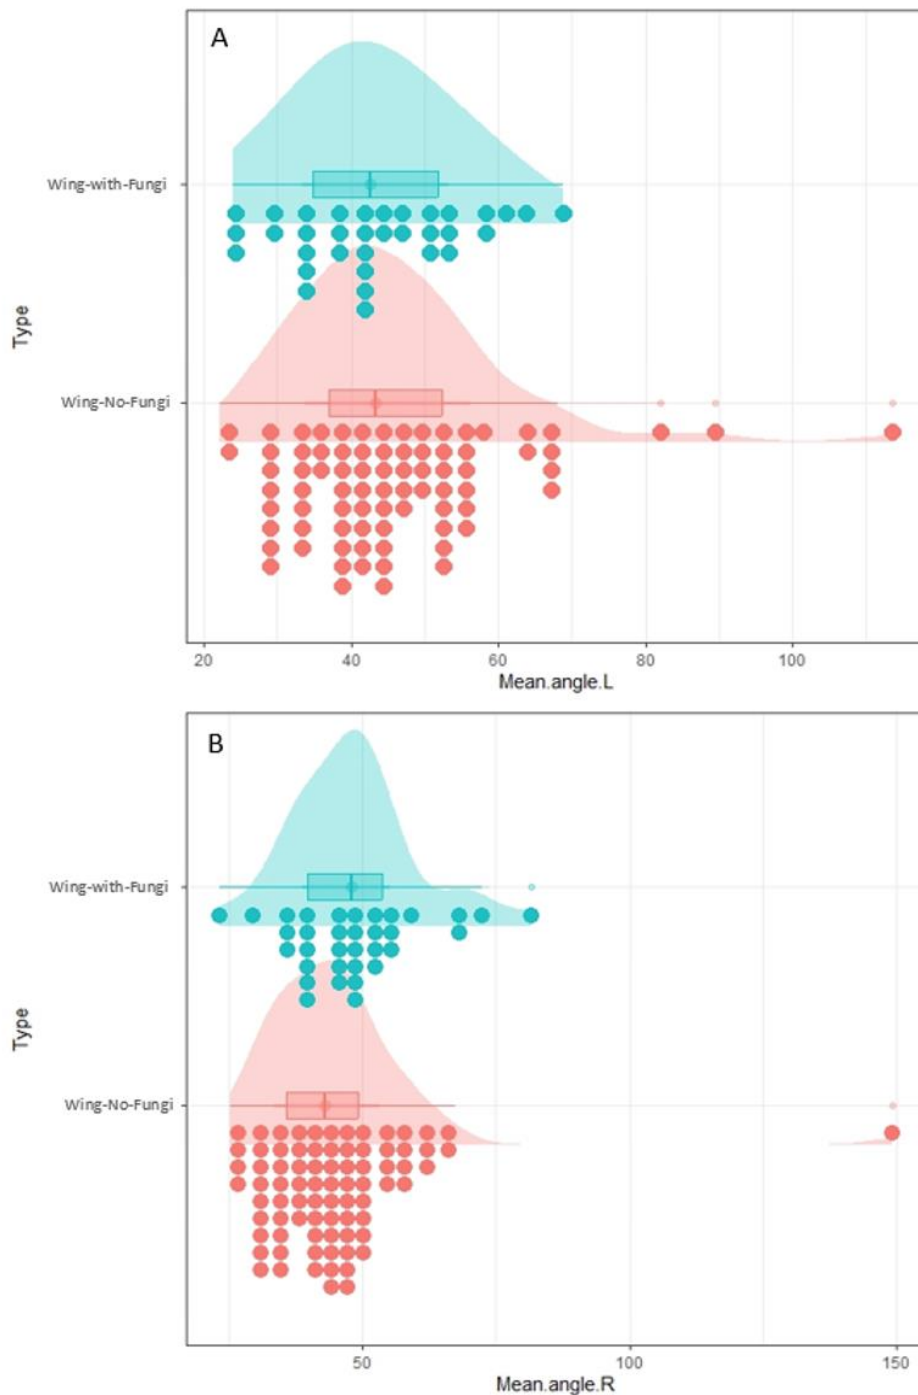 A
Wing-with-Fungi
Type
Wing-No-Fungi
20 40 60 80 100
Mean.angle.L
B
Wing-with-Fungi
Type
Wing-No-Fungi
50 100 150
Mean.angle.R